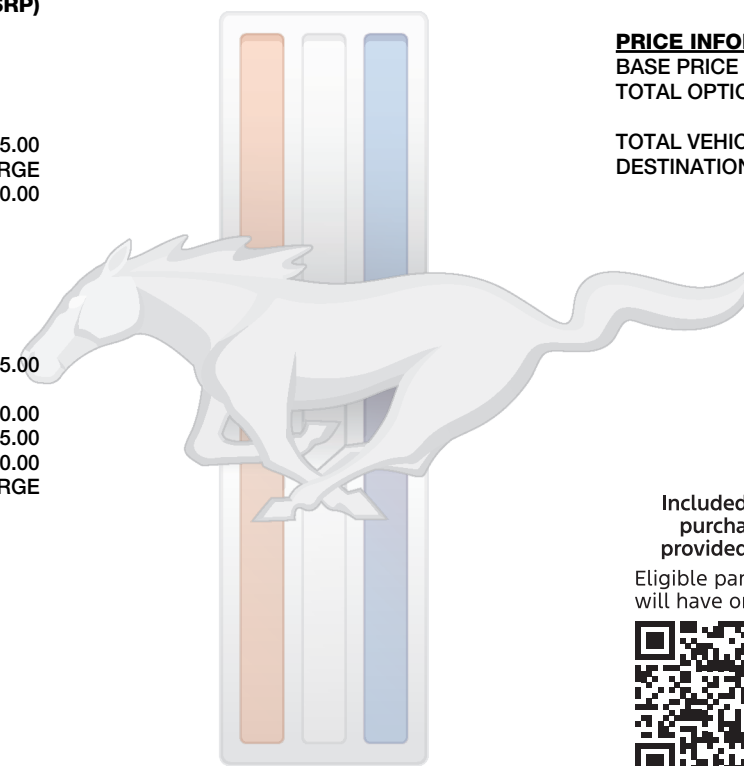 SRP)
5.00
RGE
0.00
5.00
0.00
5.00
0.00
RGE
PRICE INFO
BASE PRICE
TOTAL OPTIO
TOTAL VEHIC
DESTINATION
Included
purcha
provided
Eligible par
will have o